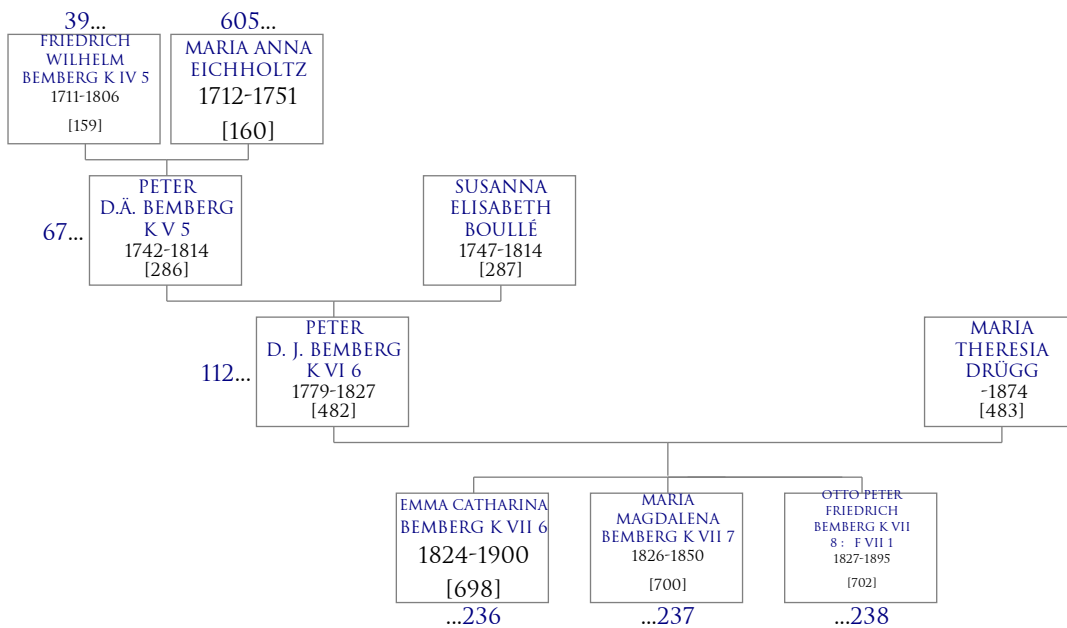 39...
FRIEDRICH
WILHELM
BEMBERG K IV 5
1711-1806
[159]
605...
MARIA ANNA
EICHHOLTZ
1712-1751
[160]
67...
PETER
D.Ä. BEMBERG
K V 5
1742-1814
[286]
SUSANNA
ELISABETH
BOULLÉ
1747-1814
[287]
112...
PETER
D. J. BEMBERG
K VI 6
1779-1827
[482]
MARIA
THERESIA
DRÜGG
-1874
[483]
EMMA CATHARINA
BEMBERG K VII 6
1824-1900
[698]
...236
MARIA
MAGDALENA
BEMBERG K VII 7
1826-1850
[700]
...237
OTTO PETER
FRIEDRICH
BEMBERG K VII
8 : F VII 1
1827-1895
[702]
...238